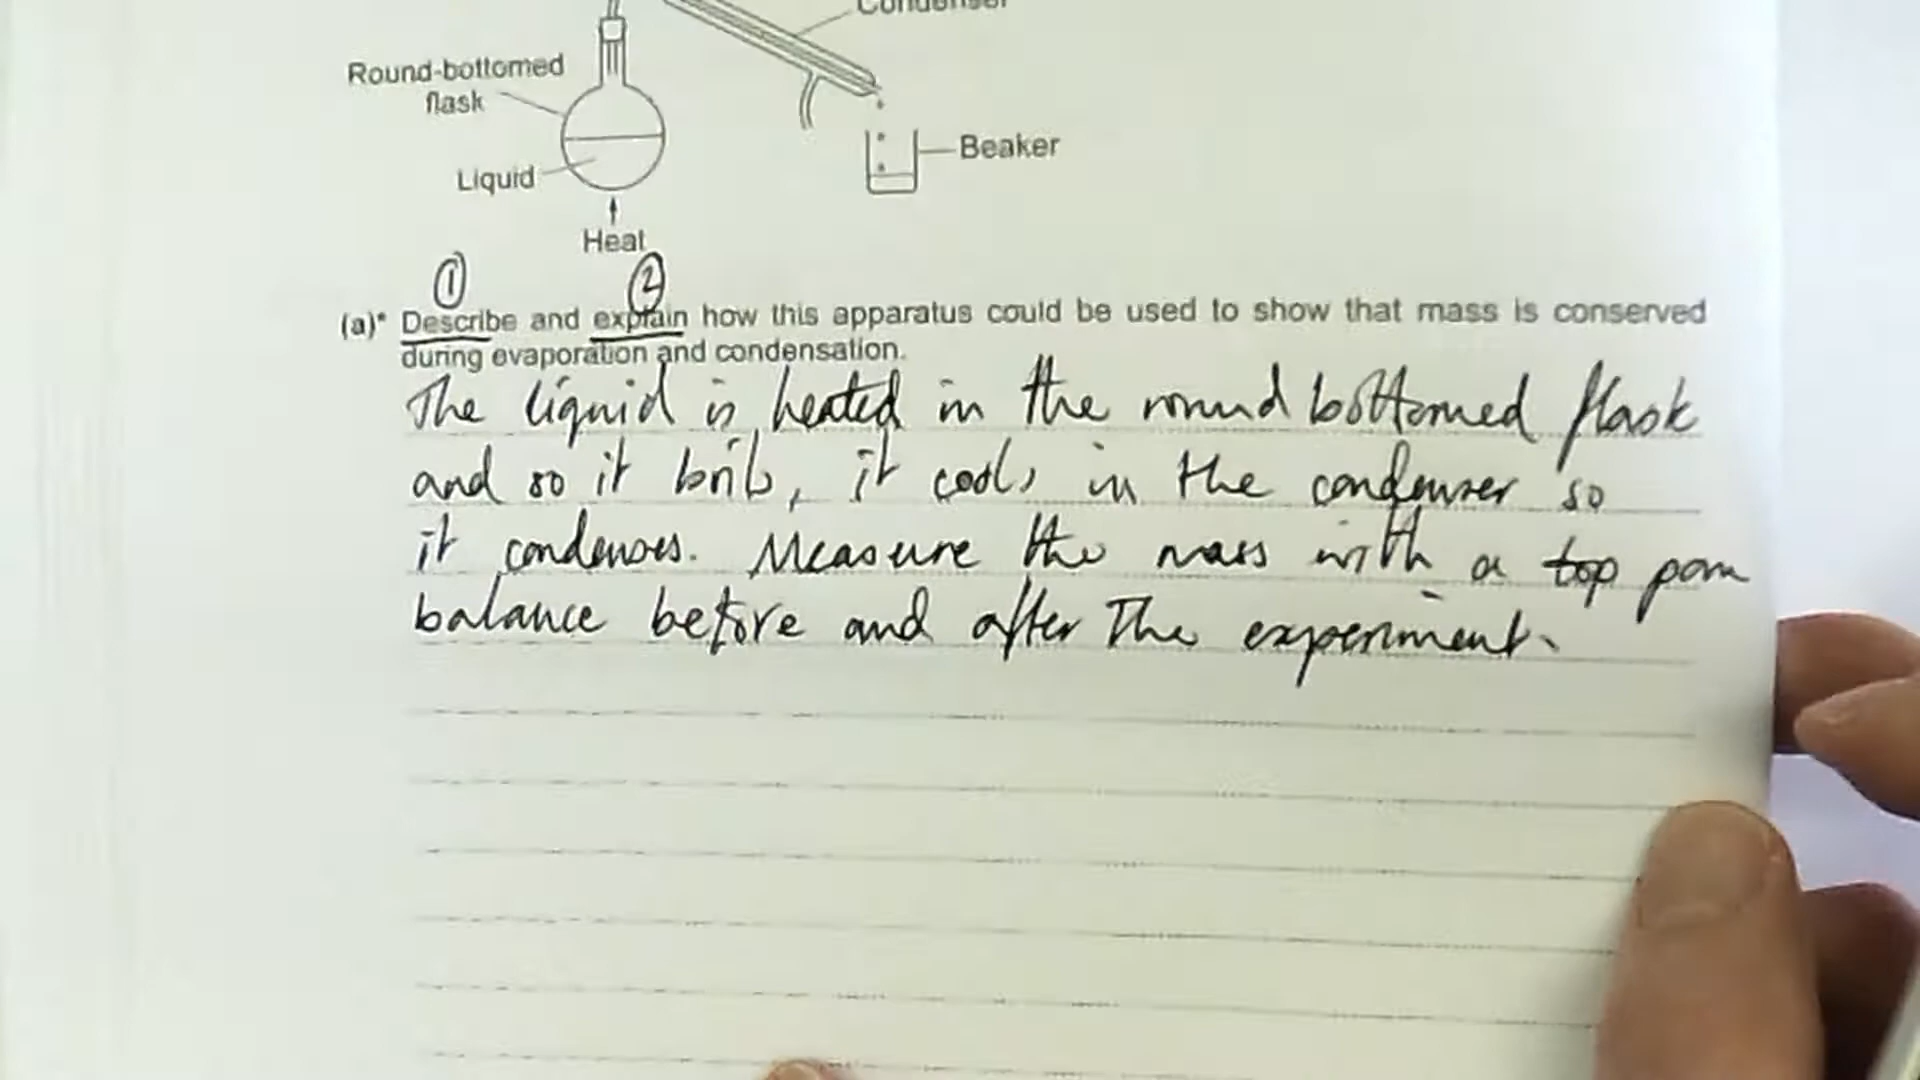 Condenser
Round-bottomed
flask
Beaker
Liquid
Heat
① ②
(a)* Describe and explain how this apparatus could be used to show that mass is conserved
during evaporation and condensation.
The liquid is heated in the round bottomed flask
and so it boils, it cools in the condenser so
it condenses. Measure the mass with a top pan
balance before and after the experiment.